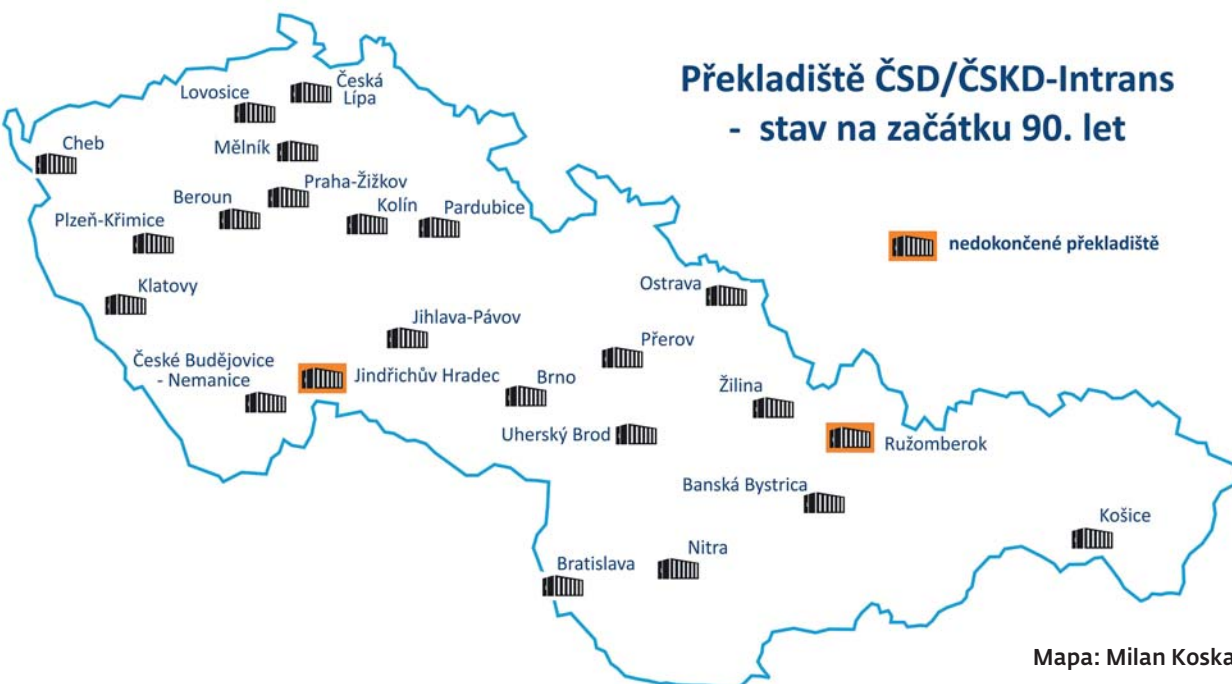 Překladiště ČSD/ČSKD-Intrans
- stav na začátku 90. let
Česká
Lípa
Lovosice
Cheb
Mělník
Praha-Žižkov
Beroun
Kolín
Pardubice
Plzeň-Křimice
nedokončené překladiště
Klatovy
Ostrava
Jihlava-Pávov
Přerov
České Budějovice
- Nemanice
Jindřichův Hradec
Brno
Žilina
Uherský Brod
Ružomberok
Banská Bystrica
Košice
Nitra
Bratislava
Mapa: Milan Koska